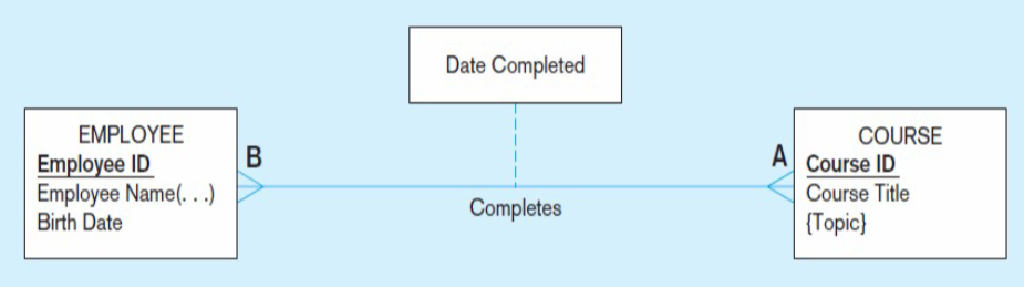 Date Completed
EMPLOYEE
Employee ID
Employee Name(. . .)
Birth Date
B
Completes
A
COURSE
Course ID
Course Title
{Topic}